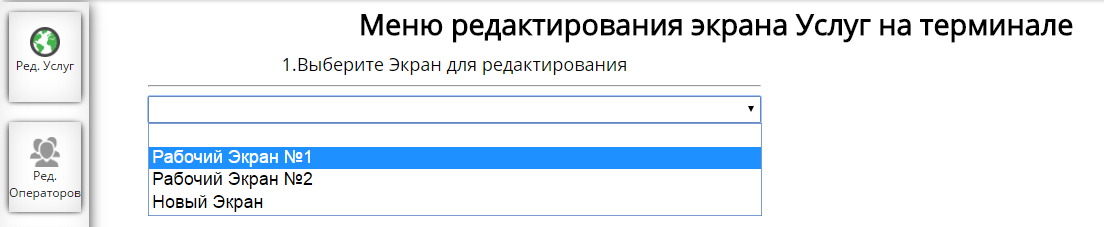 Меню редактирования экрана Услуг на терминале
Ред. Услуг
1.Выберите Экран для редактирования
Рабочий Экран №1
Ред.
Операторов
Рабочий Экран №2
Новый Экран